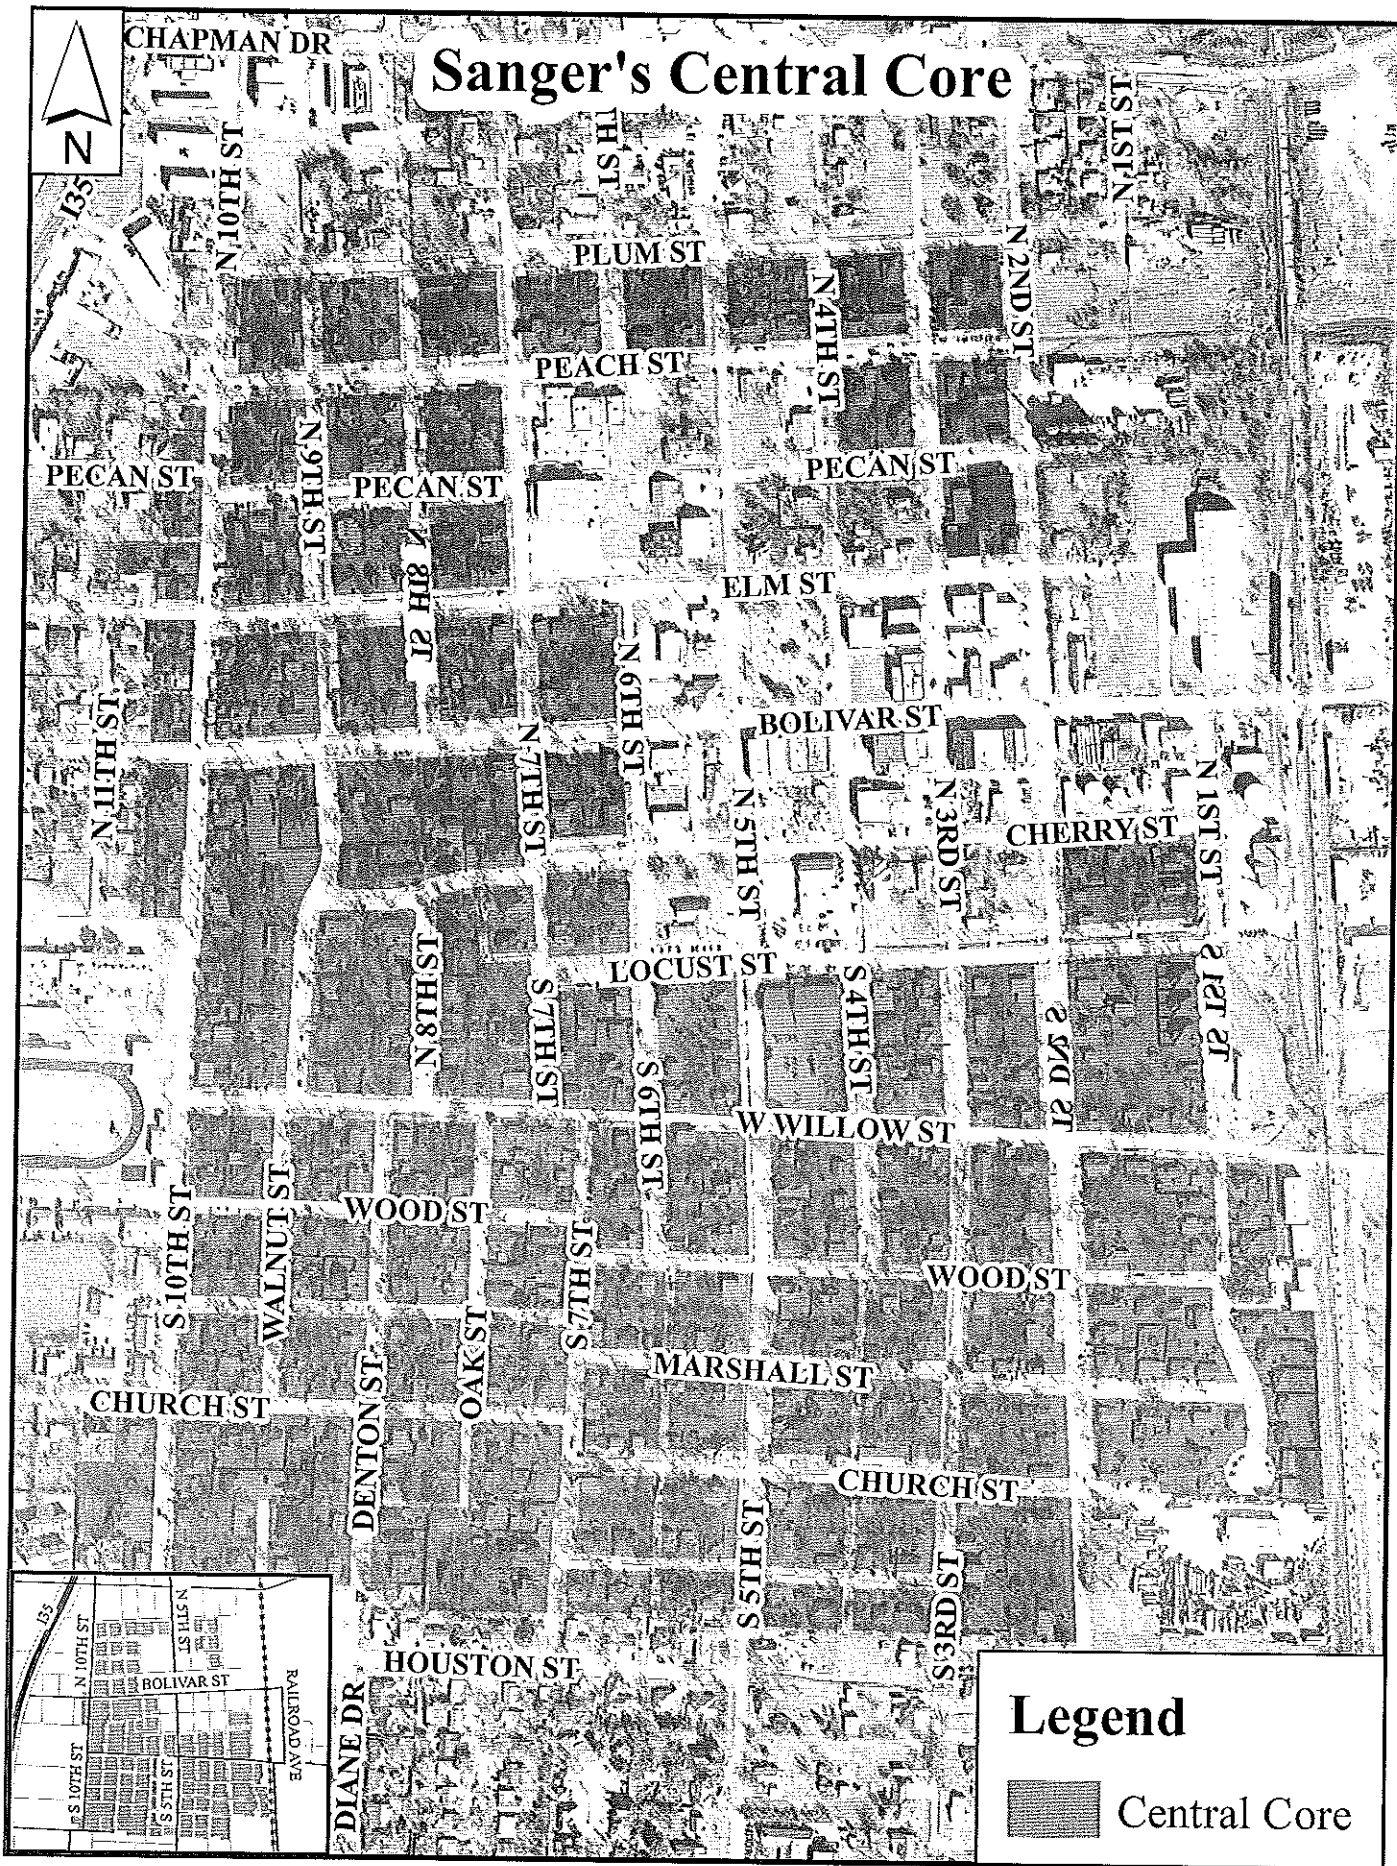 CHAPMAN DR
Sanger's Central Core
N
I35
N 10TH ST
TH ST
N 1ST ST
PLUM ST
N 2ND ST
N 4TH ST
PEACH ST
N 9TH ST
PECAN ST
PECAN ST
PECAN ST
N 8TH ST
ELM ST
N 6TH ST
N 11TH ST
BOLIVAR ST
N 7TH ST
N 5TH ST
N 3RD ST
N 1ST ST
CHERRY ST
N 8TH ST
LOCUST ST
S 7TH ST
S 4TH ST
S 2ND ST
S 1ST ST
S 6TH ST
W WILLOW ST
S 10TH ST
WALNUT ST
WOOD ST
S 7TH ST
WOOD ST
OAK ST
MARSHALL ST
DENTON ST
CHURCH ST
CHURCH ST
S 5TH ST
S 3RD ST
HOUSTON ST
DIANE DR
I35
N 10TH ST
N 5TH ST
BOLIVAR ST
RAILROAD AVE
S 10TH ST
S 5TH ST
Legend
Central Core